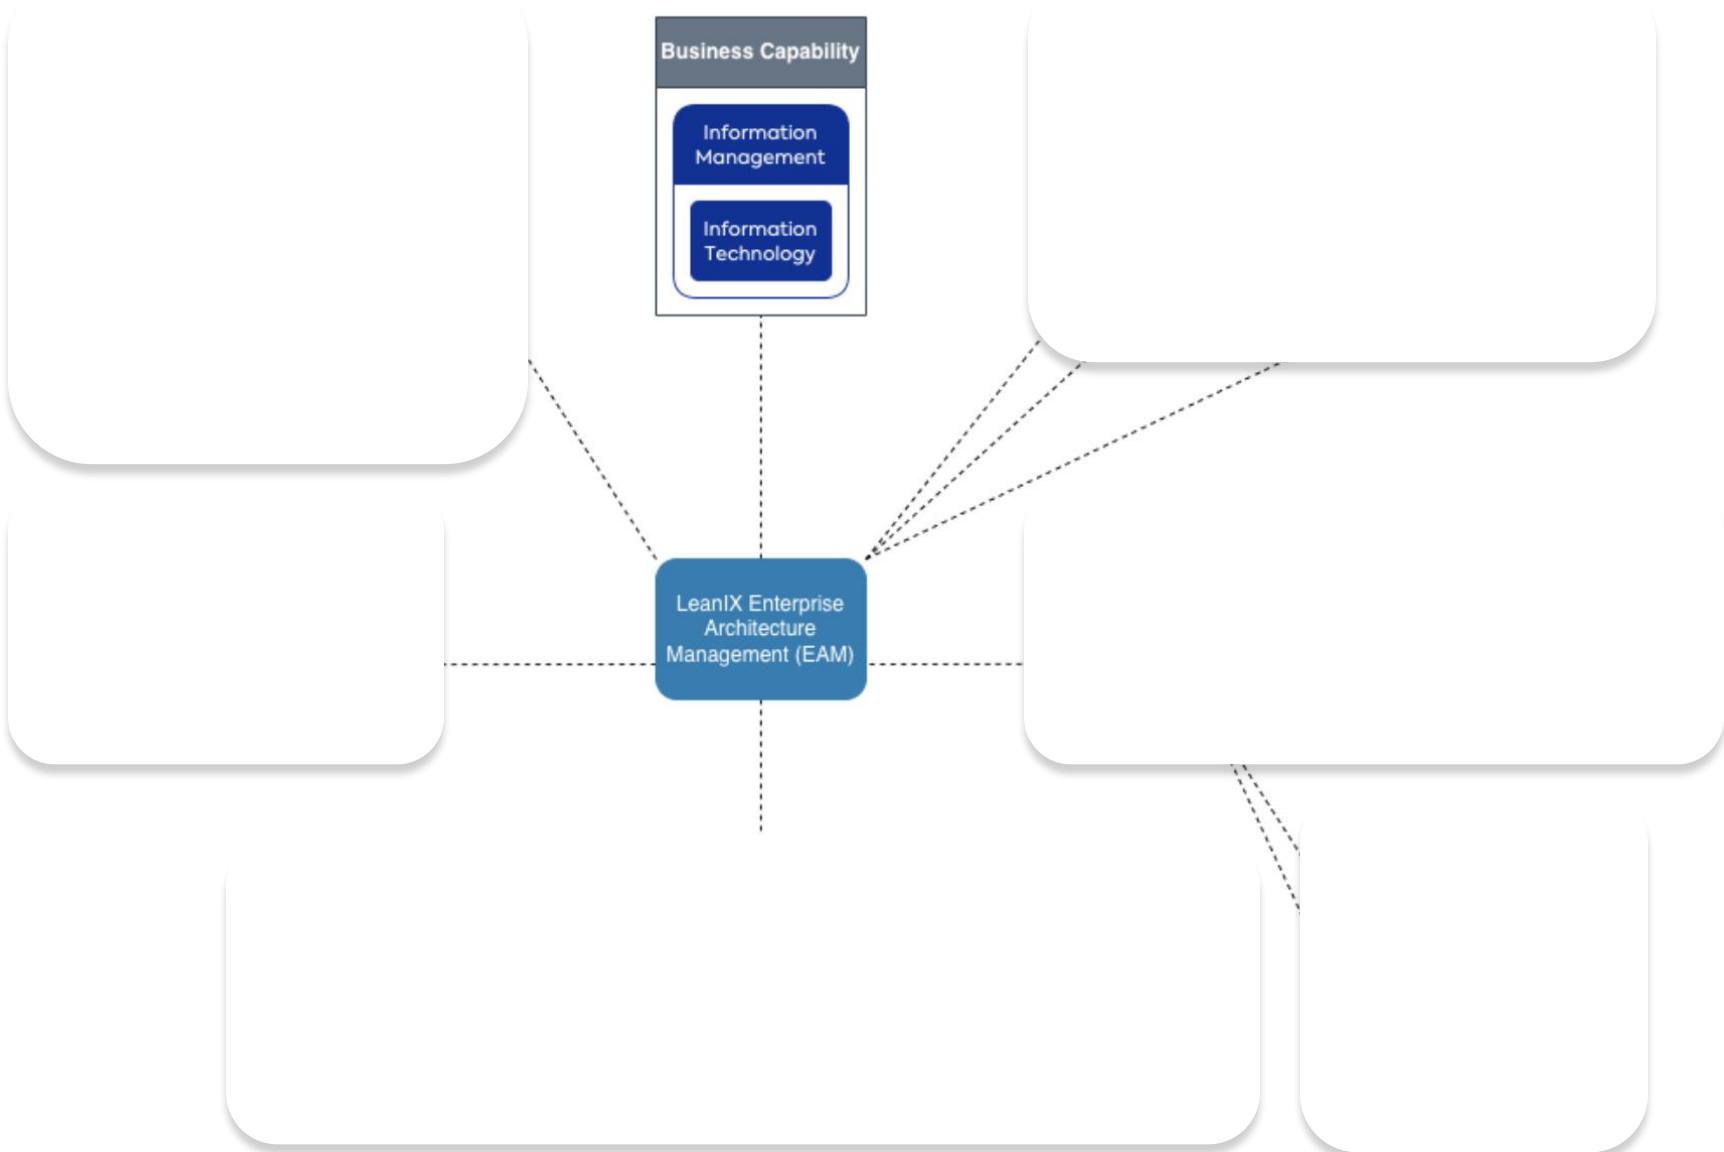 Business Capability
Information
Management
Information
Technology
LeanIX Enterprise
Architecture
Management (EAM)